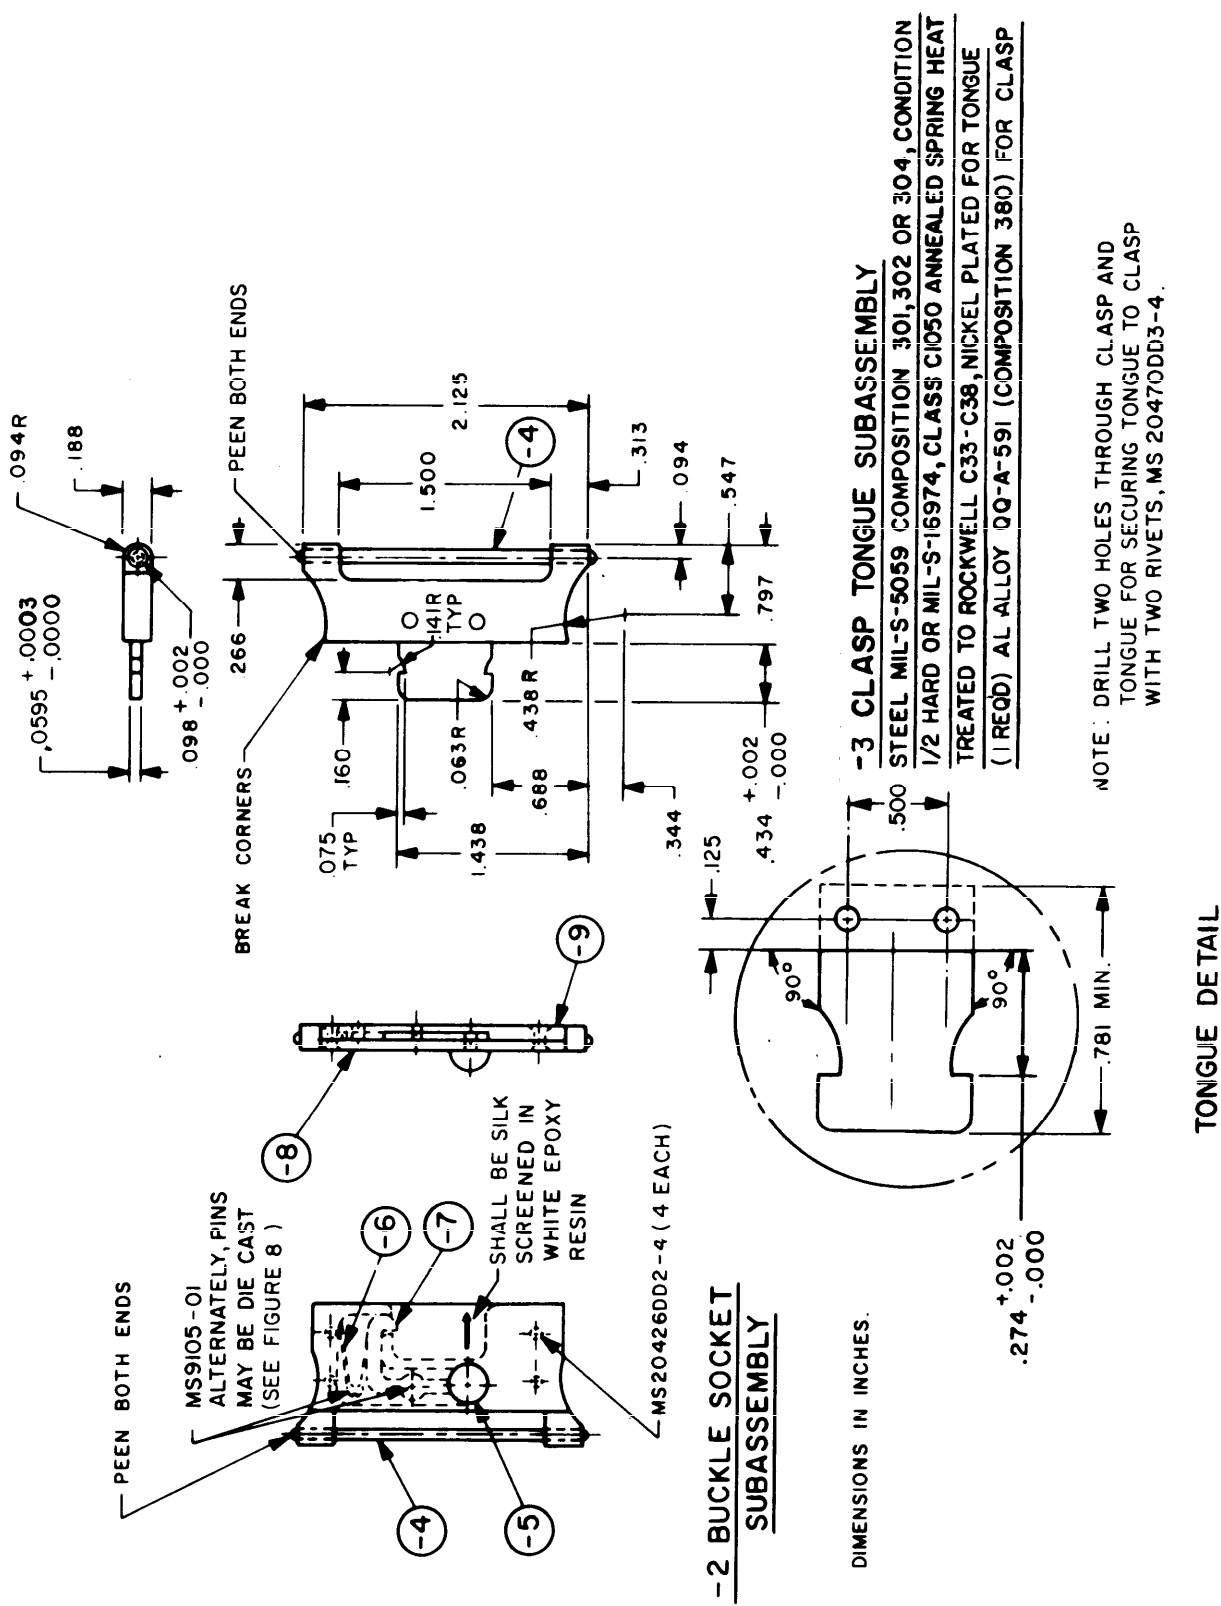 PEEN BOTH ENDS
MS9105-01
ALTERNATELY, PINS
MAY BE DIE CAST
(SEE FIGURE 8)
-6
-7
SHALL BE SILK
SCREENED IN
WHITE EPOXY
RESIN
MS20426DD2-4 (4 EACH)
-4
-5
-8
-9
-2 BUCKLE SOCKET
SUBASSEMBLY
DIMENSIONS IN INCHES.
.0595 +.0003
-.0000
.098 +.002
-.000
.094R
.188
BREAK CORNERS
.266
PEEN BOTH ENDS
2.125
1.500
-4
.313
.094
.547
.797
.141R
TYP
.160
.075
TYP
.063R
.438R
.688
1.438
.344
.434 +.002
-.000
-3 CLASP TONGUE SUBASSEMBLY
STEEL MIL-S-5059 COMPOSITION 301, 302 OR 304, CONDITION
1/2 HARD OR MIL-S-16974, CLASS C1050 ANNEALED SPRING HEAT
TREATED TO ROCKWELL C33-C38, NICKEL PLATED FOR TONGUE
(1 REQD) AL ALLOY QQ-A-591 (COMPOSITION 380) FOR CLASP
.125
.500
90°
90°
.781 MIN.
.274 +.002
-.000
NOTE: DRILL TWO HOLES THROUGH CLASP AND
TONGUE FOR SECURING TONGUE TO CLASP
WITH TWO RIVETS, MS 20470DD3-4.
TONGUE DETAIL